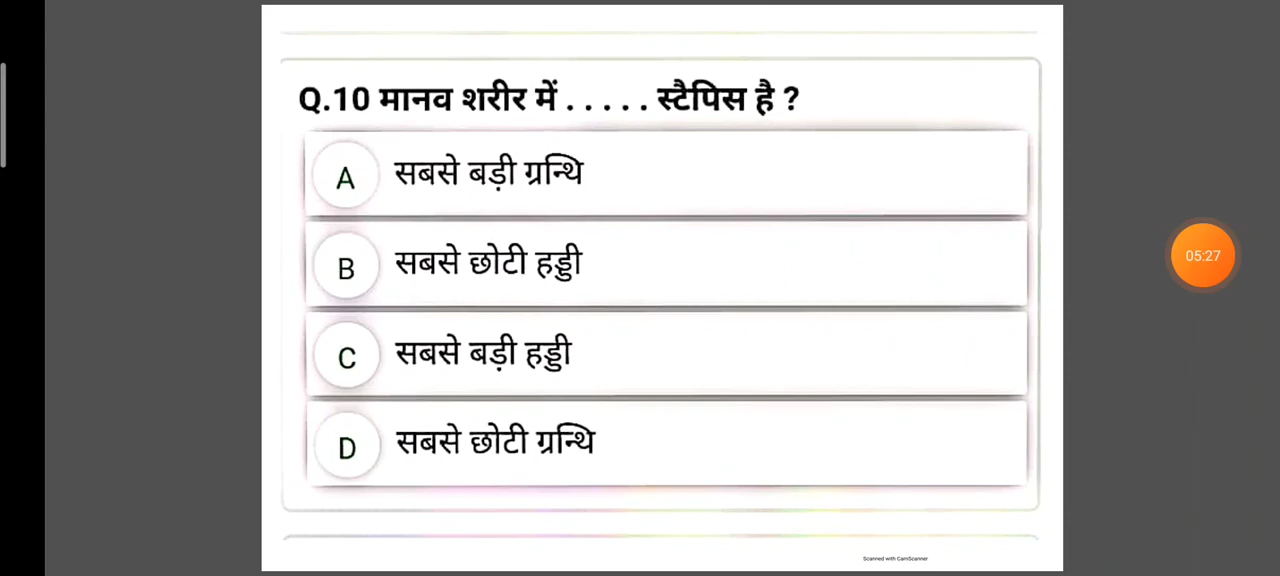 Q.10 मानव शरीर में ..... स्टैपिस है ?
A सबसे बड़ी ग्रन्थि
B सबसे छोटी हड्डी
C सबसे बड़ी हड्डी
D सबसे छोटी ग्रन्थि
05:27
Scanned with CamScanner